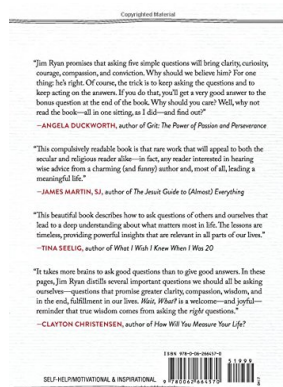 Copyrighted Material
"Jim Ryan promises that asking five simple questions will bring clarity, curiosity,
courage, compassion, and conviction. Why should we believe him? For one
thing: he's right. Of course, the trick is to keep asking the questions and to
keep acting on the answers. If you do that, you'll get a very good answer to the
bonus question at the end of the book. Why should you care? Well, why not
read the book—all in one sitting, as I did—and find out?"
—ANGELA DUCKWORTH, author of Grit: The Power of Passion and Perseverance
"This compulsively readable book is that rare work that will appeal to both the
secular and religious reader alike—in fact, any reader interested in hearing
wise advice from a charming (and funny) author and, most of all, leading a
meaningful life."
—JAMES MARTIN, SJ, author of The Jesuit Guide to (Almost) Everything
"This beautiful book describes how to ask questions of others and ourselves that
lead to a deep understanding about what matters most in life. The lessons are
timeless, providing powerful insights that are relevant in all parts of our lives."
—TINA SEELIG, author of What I Wish I Knew When I Was 20
"It takes more brains to ask good questions than to give good answers. In these
pages, Jim Ryan distills several important questions we should all be asking
ourselves—questions that promise greater clarity, compassion, wisdom, and
in the end, fulfillment in our lives. Wait, What? is a welcome—and joyful—
reminder that true wisdom comes from asking the right questions."
—CLAYTON CHRISTENSEN, author of How Will You Measure Your Life?
ISBN 978-0-06-266457-0
51999
9 780062 664570
SELF-HELP/MOTIVATIONAL & INSPIRATIONAL